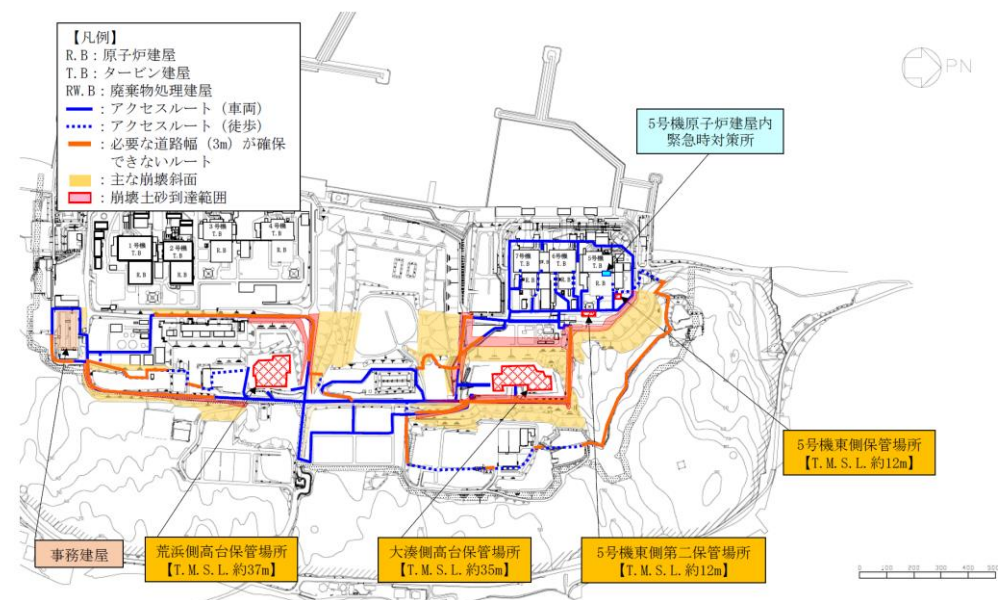 【凡例】
R.B：原子炉建屋
T.B：タービン建屋
RW.B：廃棄物処理建屋
：アクセスルート（車両）
：アクセスルート（徒歩）
：必要な道路幅（3m）が確保
できないルート
：主な崩壊斜面
：崩壊土砂到達範囲
PN
5号機原子炉建屋内
緊急時対策所
3号機
T.B
4号機
T.B
1号機
T.B
2号機
T.B
R.B
R.B
R.B
R.B
7号機
T.B
6号機
T.B
5号機
T.B
R.B
R.B
R.B
5号機東側保管場所
【T.M.S.L.約12m】
事務建屋
荒浜側高台保管場所
【T.M.S.L.約37m】
大湊側高台保管場所
【T.M.S.L.約35m】
5号機東側第二保管場所
【T.M.S.L.約12m】
0 100 200 300 400 500